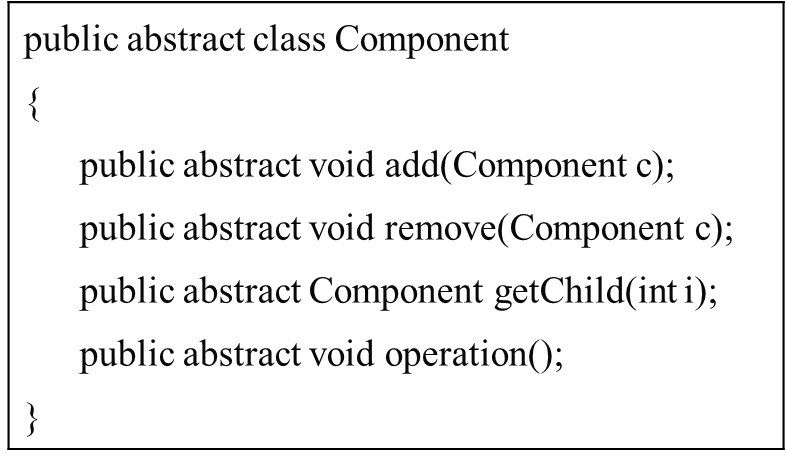 public abstract class Component
{
public abstract void add(Component c);
public abstract void remove(Component c);
public abstract Component getChild(int i);
public abstract void operation();
}